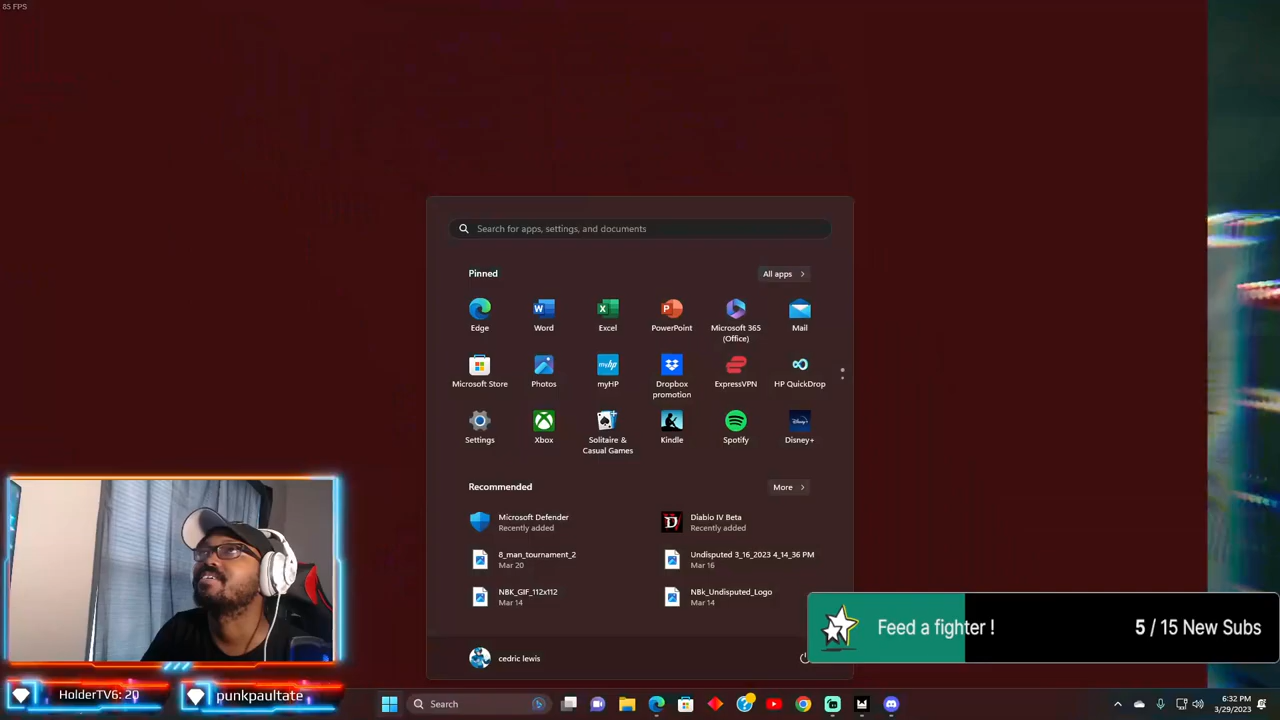 85 FPS
Search for apps, settings, and documents
Pinned
All apps
Edge
Word
Excel
PowerPoint
Microsoft 365
(Office)
Mail
Microsoft Store
Photos
myHP
myHP
Dropbox
promotion
ExpressVPN
HP QuickDrop
Settings
Xbox
Solitaire &
Casual Games
Kindle
Spotify
Disney+
Disney+
Recommended
More
Microsoft Defender
Recently added
Diablo IV Beta
Recently added
8_man_tournament_2
Mar 20
Undisputed 3_16_2023 4_14_36 PM
Mar 16
NBK_GIF_112x112
Mar 14
NBk_Undisputed_Logo
Mar 14
Feed a fighter !
5 / 15 New Subs
cedric lewis
HolderTV6: 20
punkpaultate
Search
6:32 PM
3/29/2023